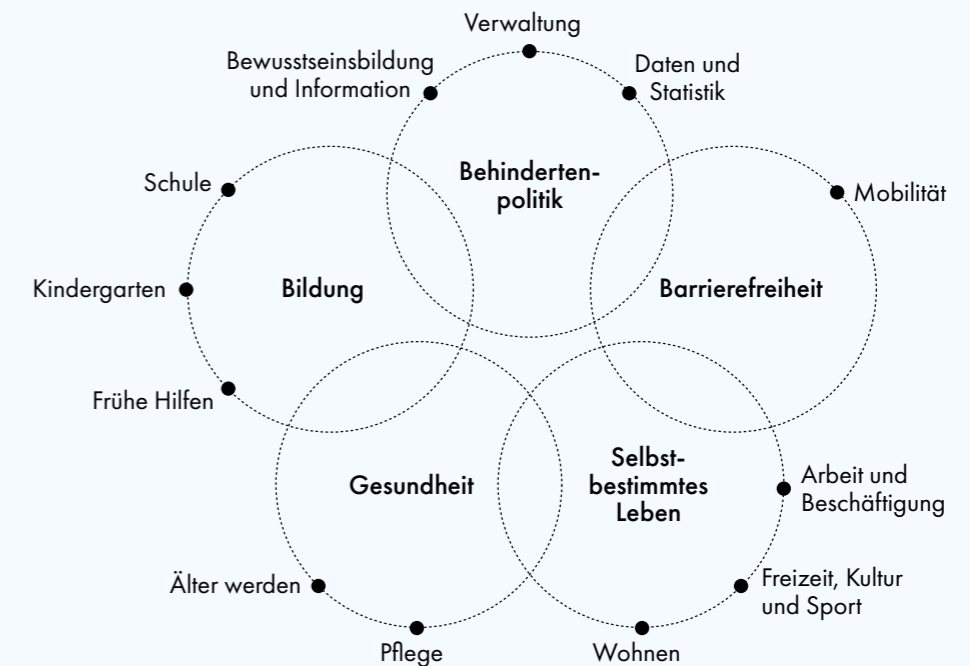 Verwaltung
Bewusstseinsbildung
und Information
Daten und
Statistik
Behinderten-
politik
Schule
Mobilität
Kindergarten
Bildung
Barrierefreiheit
Frühe Hilfen
Gesundheit
Selbst-
bestimmtes
Leben
Arbeit und
Beschäftigung
Älter werden
Freizeit, Kultur
und Sport
Pflege
Wohnen